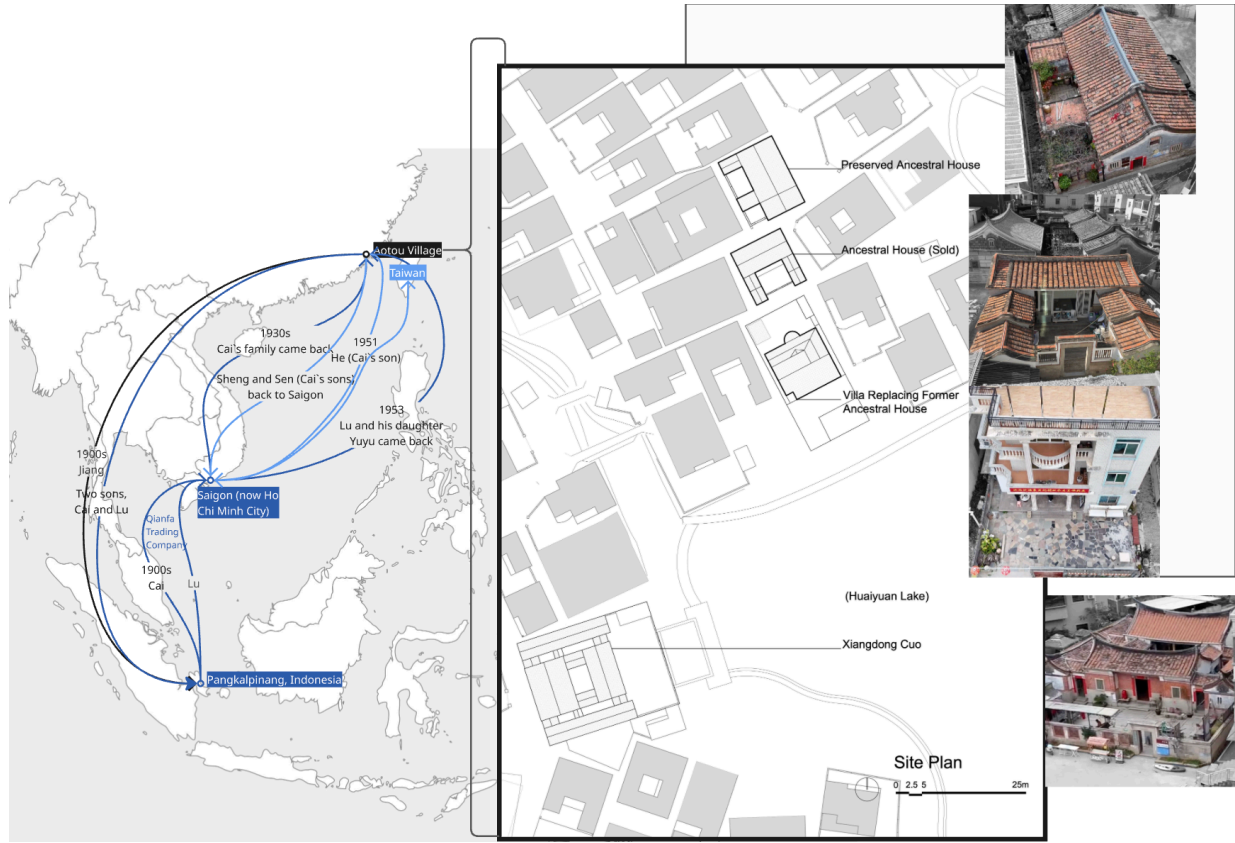 Aotou Village
Taiwan
1930s
Cai`s family came back
1951
He (Cai`s son)
Sheng and Sen (Cai`s sons)
back to Saigon
1953
Lu and his daughter
Yuyu came back
1900s
Jiang
Two sons,
Cai and Lu
Saigon (now Ho
Chi Minh City)
Qianfa
Trading
Company
1900s
Cai
Lu
Pangkalpinang, Indonesia
Preserved Ancestral House
Ancestral House (Sold)
Villa Replacing Former
Ancestral House
(Huaiyuan Lake)
Xiangdong Cuo
Site Plan
0 2.5 5 25m